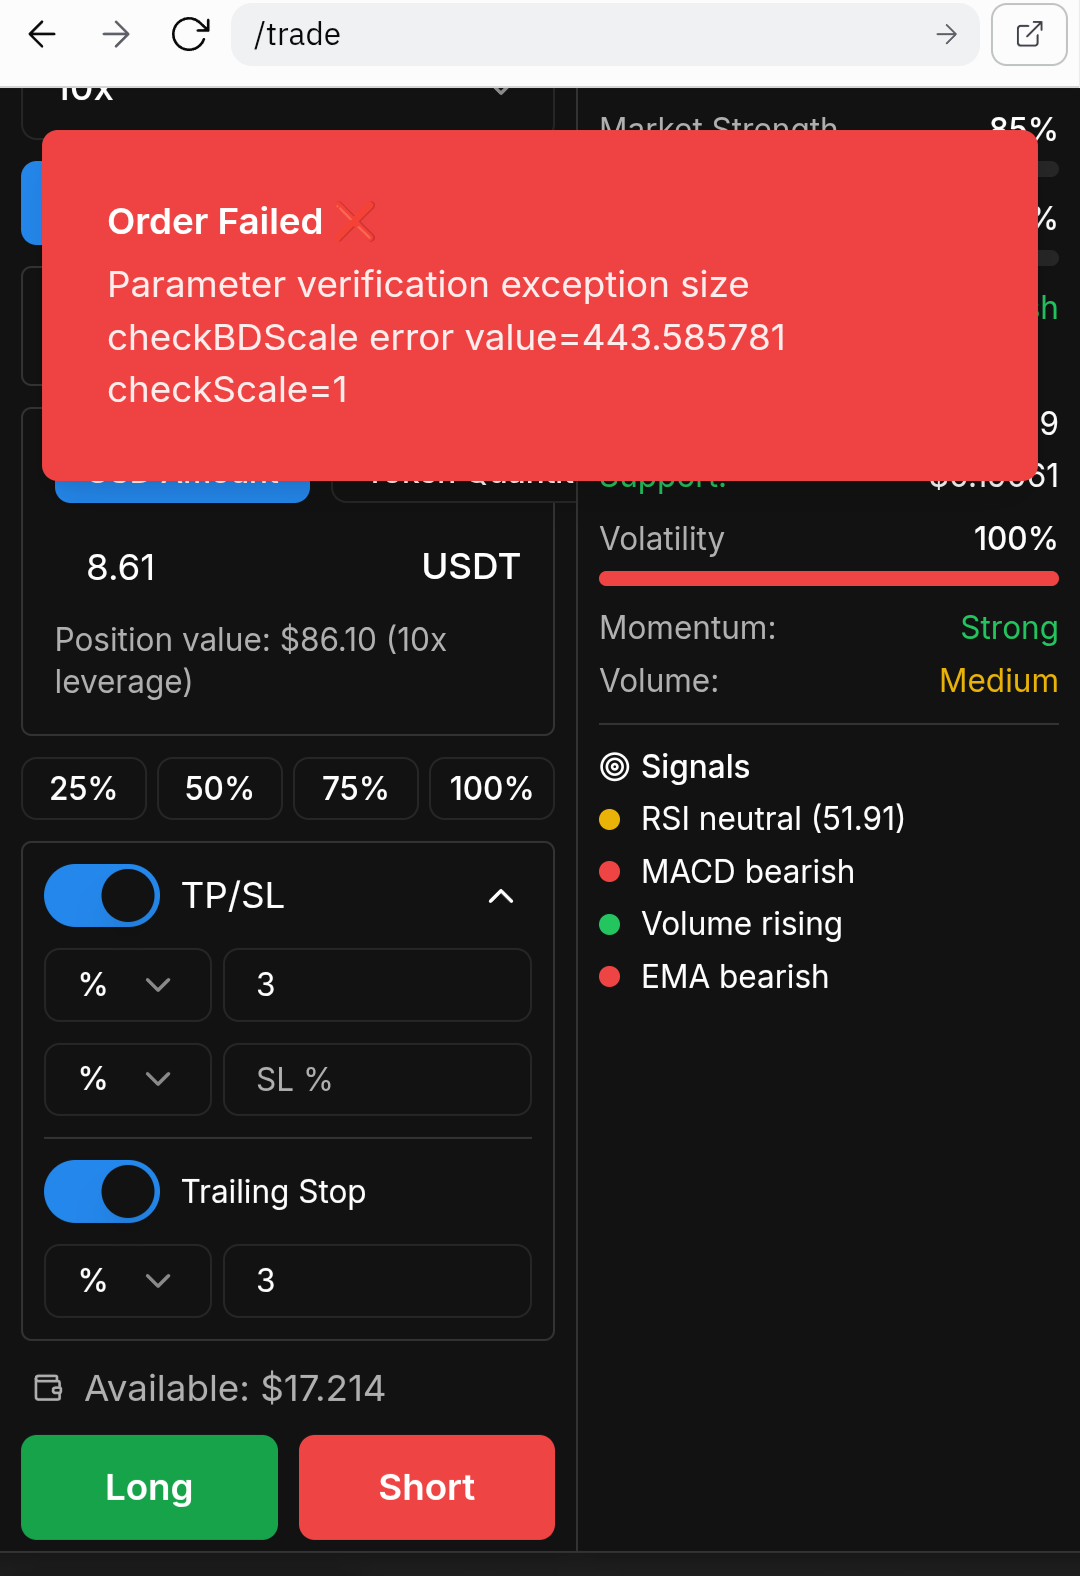 /trade
10x
Market Strength 85%
%
Order Failed ❌
Parameter verification exception size
checkBDScale error value=443.585781
checkScale=1
h
9
USD Amount Token Quantit
Support:
61
8.61 USDT
Position value: $86.10 (10x
leverage)
25% 50% 75% 100%
TP/SL
% 3
% SL %
Trailing Stop
% 3
Available: $17.214
Long Short
Volatility 100%
Momentum: Strong
Volume: Medium
Signals
RSI neutral (51.91)
MACD bearish
Volume rising
EMA bearish